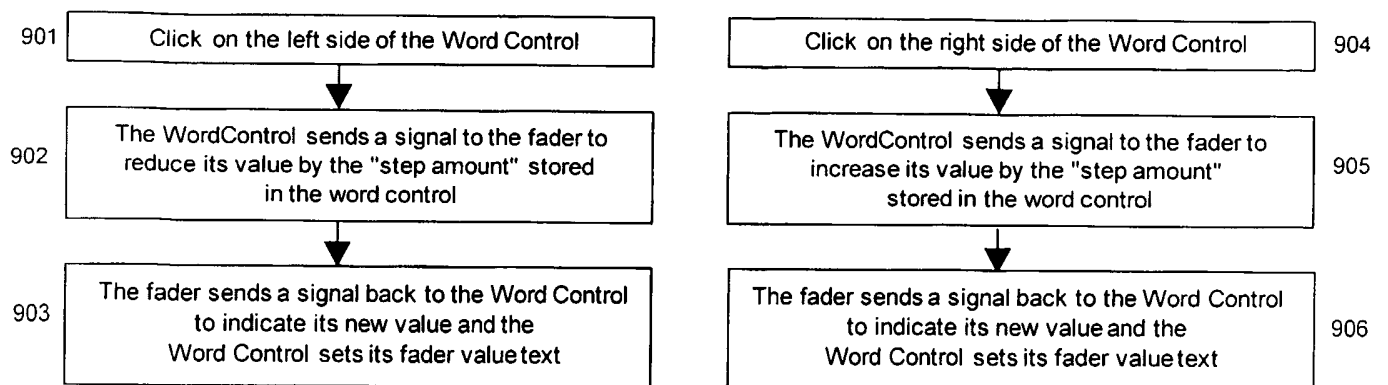 901
Click on the left side of the Word Control
902
The WordControl sends a signal to the fader to
reduce its value by the "step amount" stored
in the word control
903
The fader sends a signal back to the Word Control
to indicate its new value and the
Word Control sets its fader value text
Click on the right side of the Word Control
904
The WordControl sends a signal to the fader to
increase its value by the "step amount"
stored in the word control
905
The fader sends a signal back to the Word Control
to indicate its new value and the
Word Control sets its fader value text
906